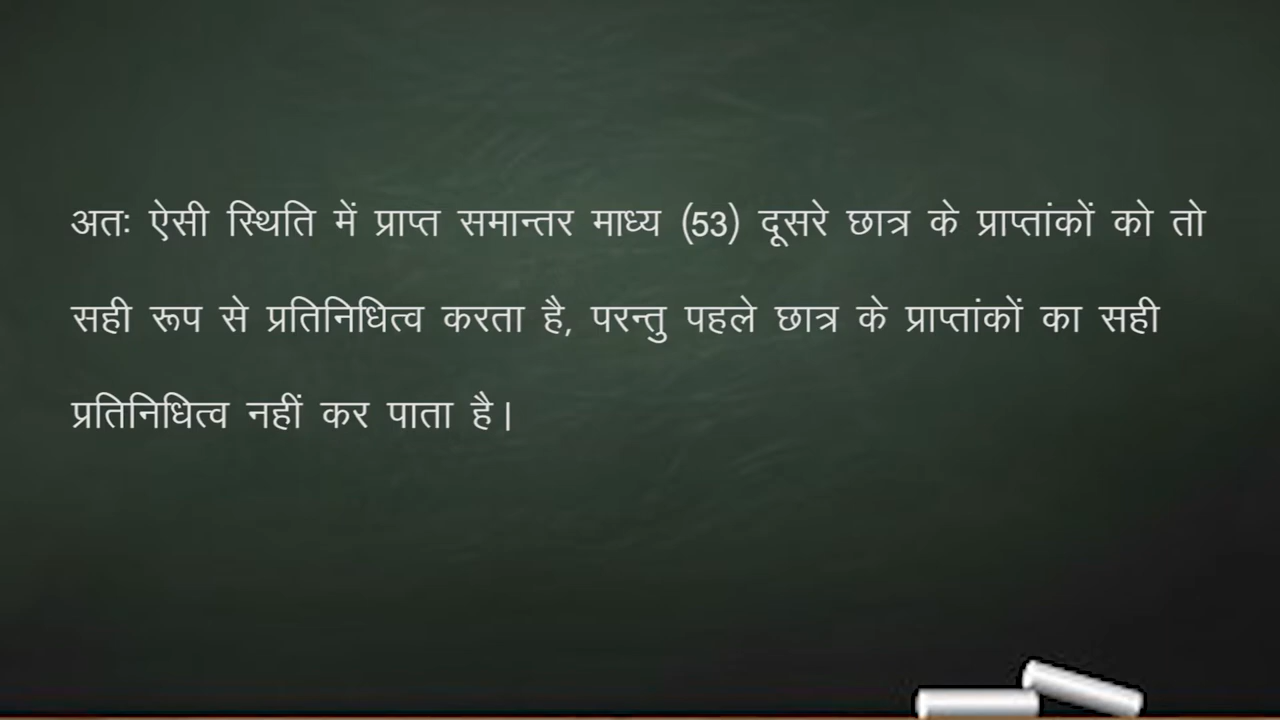 अतः ऐसी स्थिति में प्राप्त समान्तर माध्य (53) दूसरे छात्र के प्राप्तांकों को तो
सही रूप से प्रतिनिधित्व करता है, परन्तु पहले छात्र के प्राप्तांकों का सही
प्रतिनिधित्व नहीं कर पाता है।